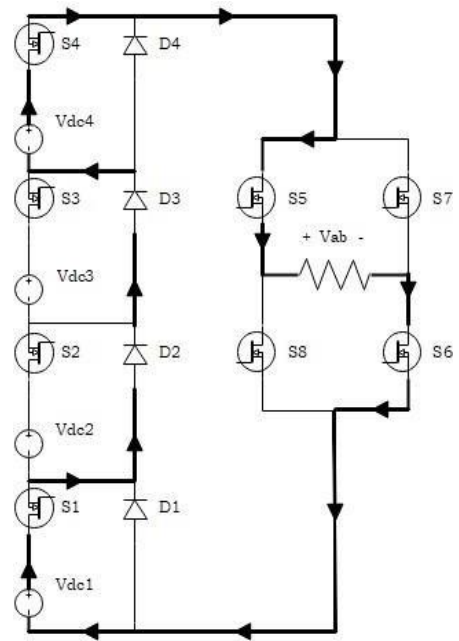 S4 D4
Vdc4
S3 D3 S5 S7
+ Vab -
Vdc3
S2 D2 S8 S6
Vdc2
S1 D1
Vdc1